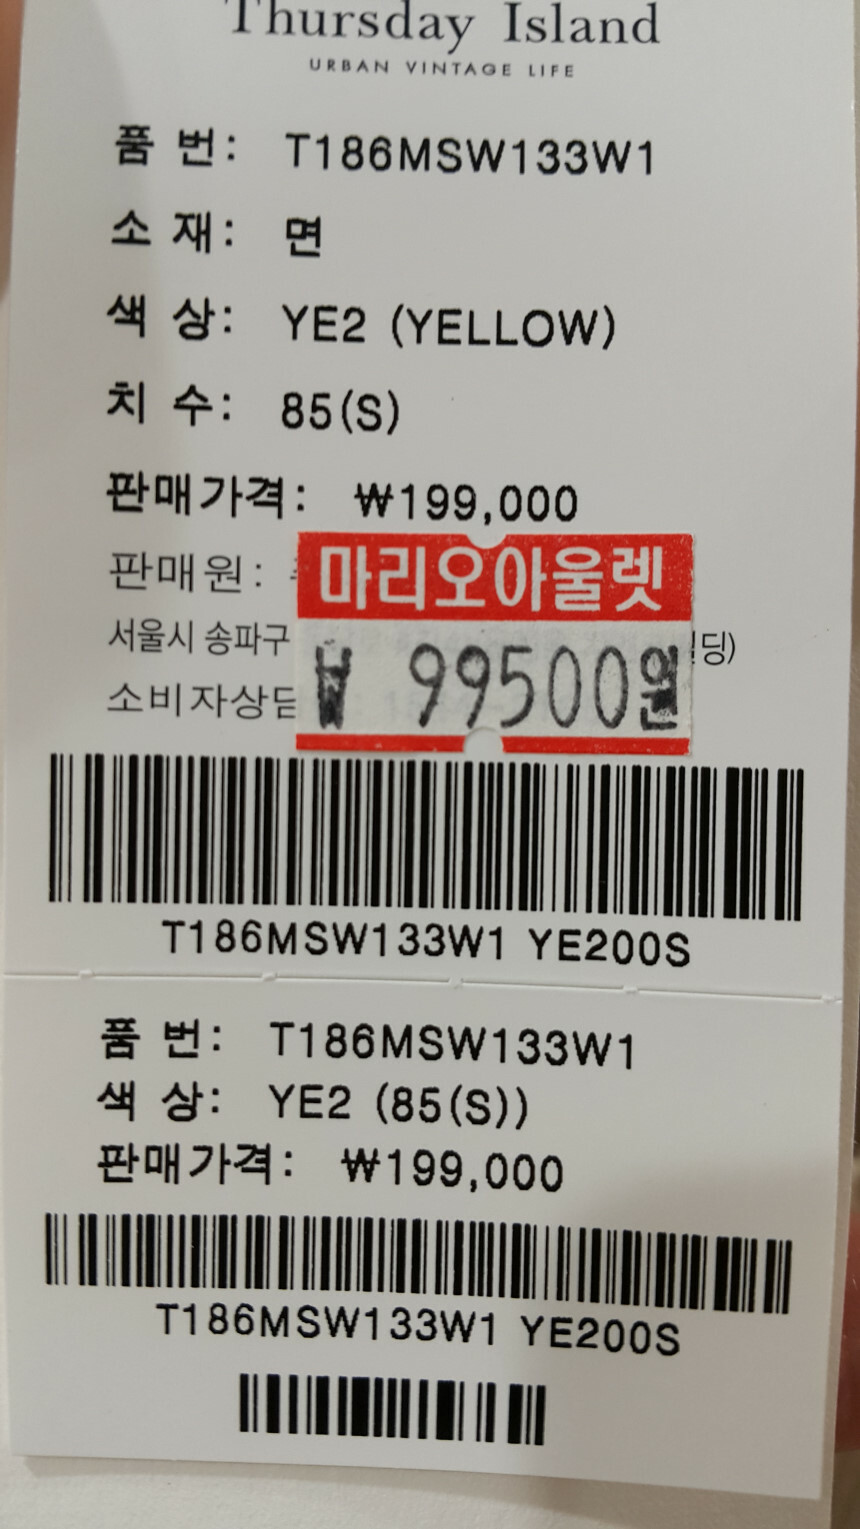 Thursday Island
URBAN VINTAGE LIFE
품 번: T186MSW133W1
소 재: 면
색 상: YE2 (YELLOW)
치 수: 85(S)
판매가격: ₩199,000
판매원:
마리오아울렛
서울시 송파구
₩ 99500원
소비자상담
T186MSW133W1 YE200S
품 번: T186MSW133W1
색 상: YE2 (85(S))
판매가격: ₩199,000
T186MSW133W1 YE200S